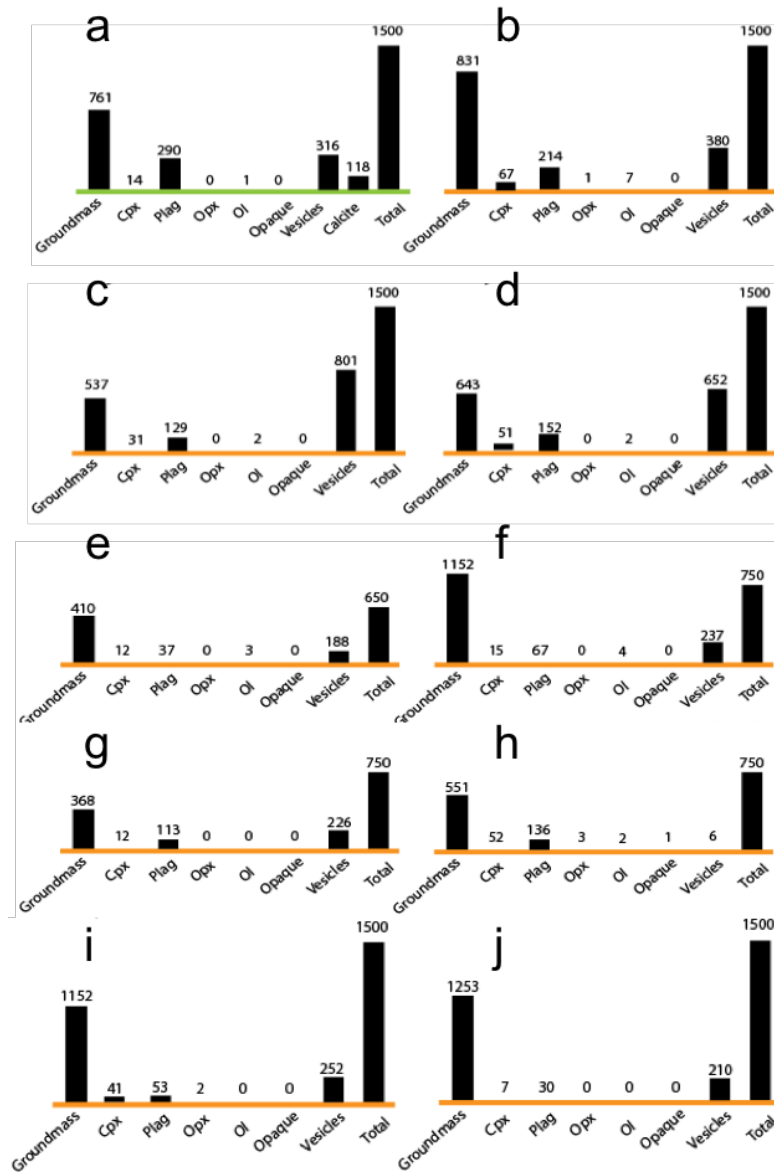 a
1500
761
290
316
118
14
0
1
0
Groundmass
Cpx
Plag
Opx
Ol
Opaque
Vesicles
Calcite
Total
b
1500
831
67
214
1
7
0
380
Groundmass
Cpx
Plag
Opx
Ol
Opaque
Vesicles
Total
c
1500
537
31
129
0
2
0
801
Groundmass
Cpx
Plag
Opx
Ol
Opaque
Vesicles
Total
d
1500
643
51
152
0
2
0
652
Groundmass
Cpx
Plag
Opx
Ol
Opaque
Vesicles
Total
e
410
12
37
0
3
0
188
650
Groundmass
Cpx
Plag
Opx
Ol
Opaque
Vesicles
Total
f
1152
15
67
0
4
0
237
750
Groundmass
Cpx
Plag
Opx
Ol
Opaque
Vesicles
Total
g
368
12
113
0
0
0
226
750
Groundmass
Cpx
Plag
Opx
Ol
Opaque
Vesicles
Total
h
551
52
136
3
2
1
6
750
Groundmass
Cpx
Plag
Opx
Ol
Opaque
Vesicles
Total
i
1152
41
53
2
0
0
252
1500
Groundmass
Cpx
Plag
Opx
Ol
Opaque
Vesicles
Total
j
1253
7
30
0
0
0
210
1500
Groundmass
Cpx
Plag
Opx
Ol
Opaque
Vesicles
Total